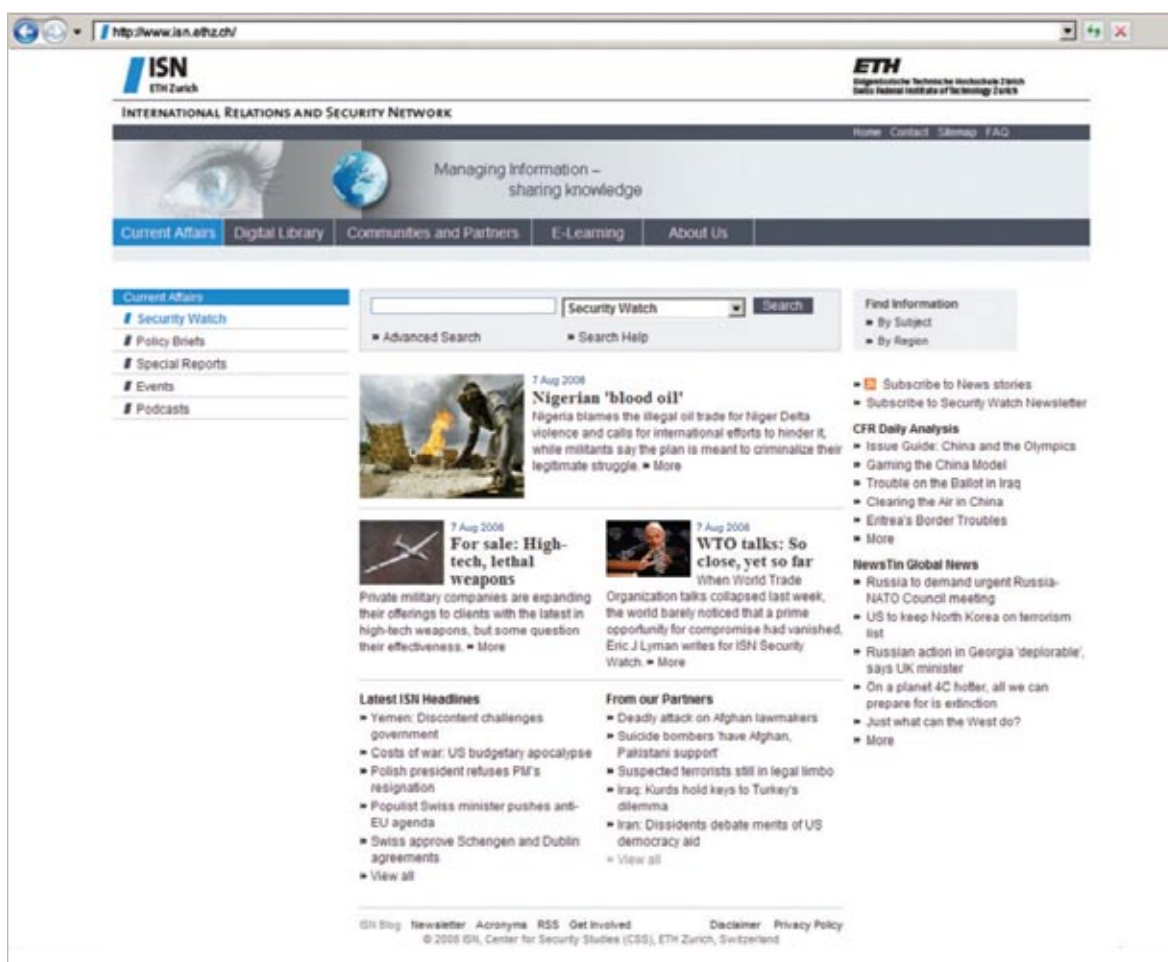 http://www.isn.ethz.ch/
ISN
ETH Zurich
ETH
Eidgenössische Technische Hochschule Zürich
Swiss Federal Institute of Technology Zurich
INTERNATIONAL RELATIONS AND SECURITY NETWORK
Home Contact Sitemap FAQ
Managing Information –
sharing knowledge
Current Affairs Digital Library Communities and Partners E-Learning About Us
Current Affairs
Security Watch
Policy Briefs
Special Reports
Events
Podcasts
Security Watch Search
» Advanced Search » Search Help
7 Aug 2008
Nigerian 'blood oil'
Nigeria blames the illegal oil trade for Niger Delta
violence and calls for international efforts to hinder it,
while militants say the plan is meant to criminalize their
legitimate struggle. » More
7 Aug 2008
For sale: High-
tech, lethal
weapons
Private military companies are expanding
their offerings to clients with the latest in
high-tech weapons, but some question
their effectiveness. » More
7 Aug 2008
WTO talks: So
close, yet so far
When World Trade
Organization talks collapsed last week,
the world barely noticed that a prime
opportunity for compromise had vanished,
Eric J Lyman writes for ISN Security
Watch. » More
Latest ISN Headlines
» Yemen: Discontent challenges
government
» Costs of war: US budgetary apocalypse
» Polish president refuses PM's
resignation
» Populist Swiss minister pushes anti-
EU agenda
» Swiss approve Schengen and Dublin
agreements
» View all
From our Partners
» Deadly attack on Afghan lawmakers
» Suicide bombers 'have Afghan,
Pakistani support'
» Suspected terrorists still in legal limbo
» Iraq: Kurds hold keys to Turkey's
dilemma
» Iran: Dissidents debate merits of US
democracy aid
» View all
Find Information
» By Subject
» By Region
» Subscribe to News stories
» Subscribe to Security Watch Newsletter
CFR Daily Analysis
» Issue Guide: China and the Olympics
» Gaming the China Model
» Trouble on the Ballot in Iraq
» Clearing the Air in China
» Eritrea's Border Troubles
» More
NewsTin Global News
» Russia to demand urgent Russia-
NATO Council meeting
» US to keep North Korea on terrorism
list
» Russian action in Georgia 'deplorable',
says UK minister
» On a planet 4C hotter, all we can
prepare for is extinction
» Just what can the West do?
» More
ISN Blog Newsletter Acronyms RSS Get Involved Disclaimer Privacy Policy
© 2008 ISN, Center for Security Studies (CSS), ETH Zurich, Switzerland